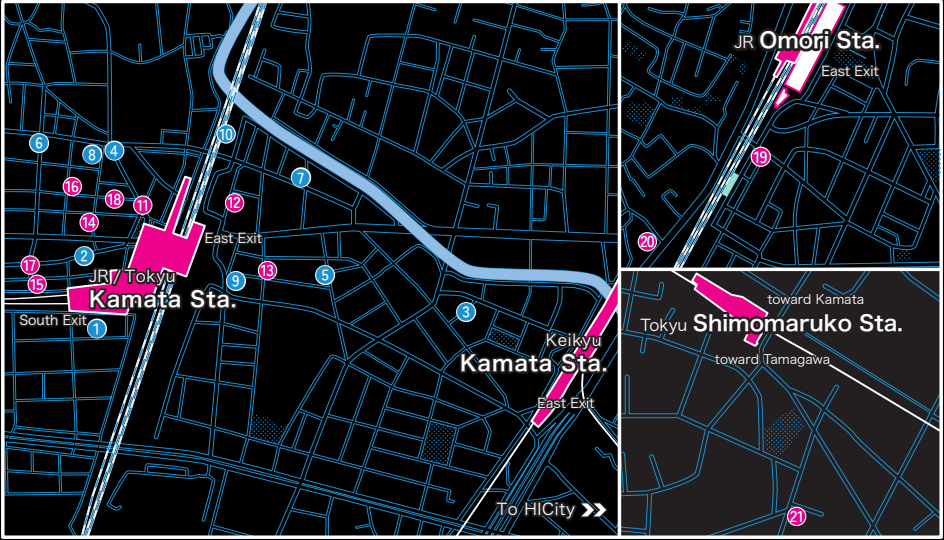 10
6
8
4
7
16
18
11
12
14
East Exit
2
17
15
JR / Tokyu
Kamata Sta.
9
13
5
South Exit
1
3
Keikyu
Kamata Sta.
East Exit
To HICity
JR Omori Sta.
East Exit
19
20
toward Kamata
Tokyu Shimomaruko Sta.
toward Tamagawa
21